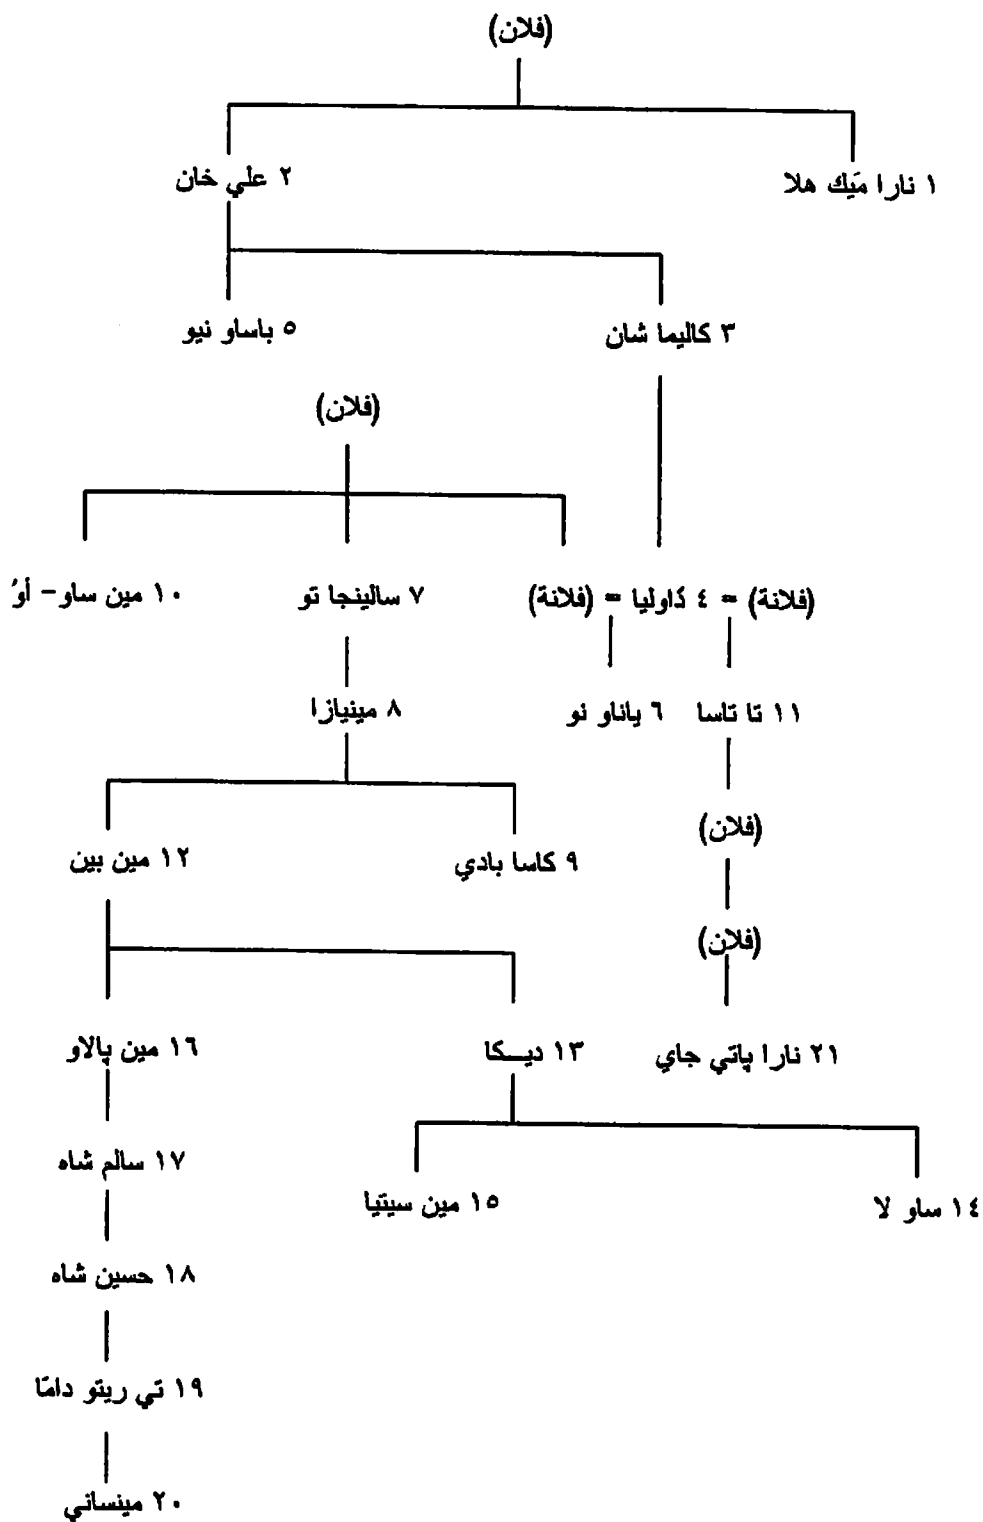 (فلان)
١ نارا مَيك هلا
٢ علي خان
٣ كاليما شان
٥ باساو نيو
(فلان)
(فلانة) = ٤ دَاوليا = (فلانة)
٧ سالينجا تو
١٠ مين ساو- أوُ
١١ تا تاسا
٦ ياناو نو
٨ مينيازا
(فلان)
٩ كاسا بادي
١٢ مين بين
(فلان)
٢١ نارا پاتي جاي
١٣ ديـكا
١٦ مين پالاو
١٤ ساو لا
١٥ مين سيتيا
١٧ سالم شاه
١٨ حسين شاه
١٩ تي ريتو دامّا
٢٠ مينساني